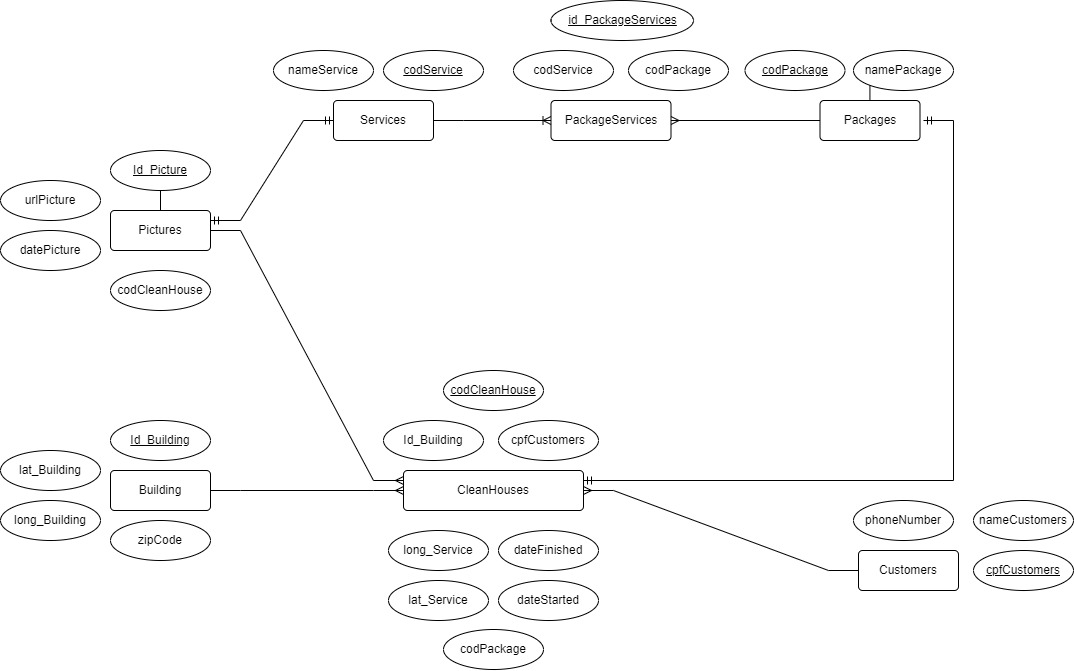 id_PackageServices
nameService
codService
codService
codPackage
codPackage
namePackage
Services
PackageServices
Packages
Id_Picture
urlPicture
Pictures
datePicture
codCleanHouse
codCleanHouse
Id_Building
Id_Building
cpfCustomers
lat_Building
Building
CleanHouses
long_Building
phoneNumber
nameCustomers
zipCode
long_Service
dateFinished
Customers
cpfCustomers
lat_Service
dateStarted
codPackage